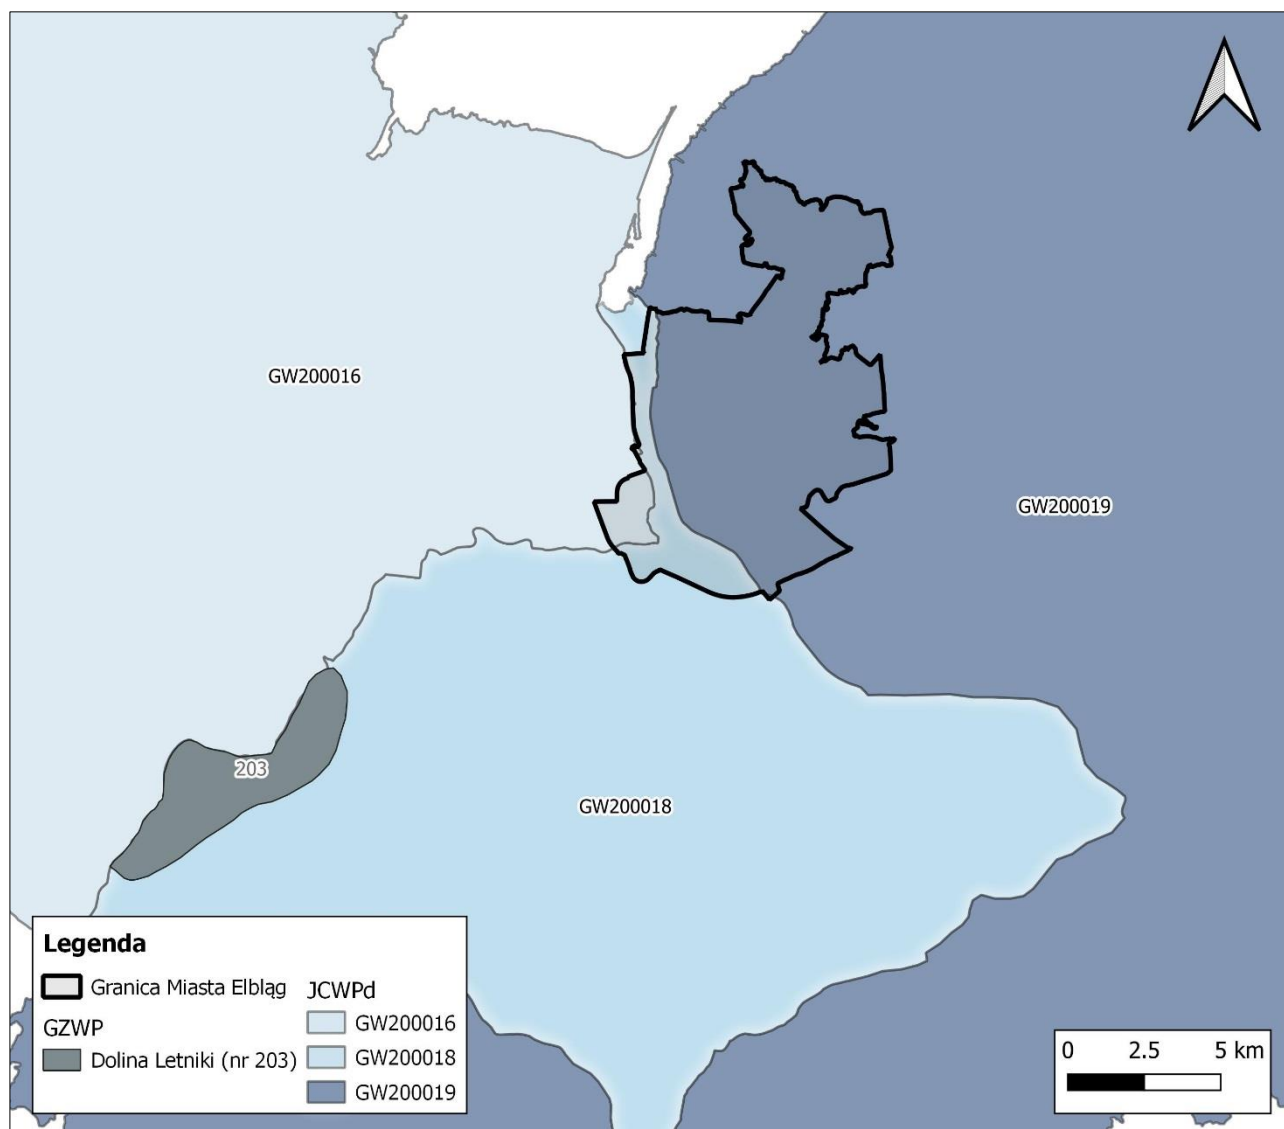 GW200016
GW200019
203
GW200018
Legenda
Granica Miasta Elbląg
GZWP
Dolina Letniki (nr 203)
JCWPd
GW200016
GW200018
GW200019
0 2.5 5 km